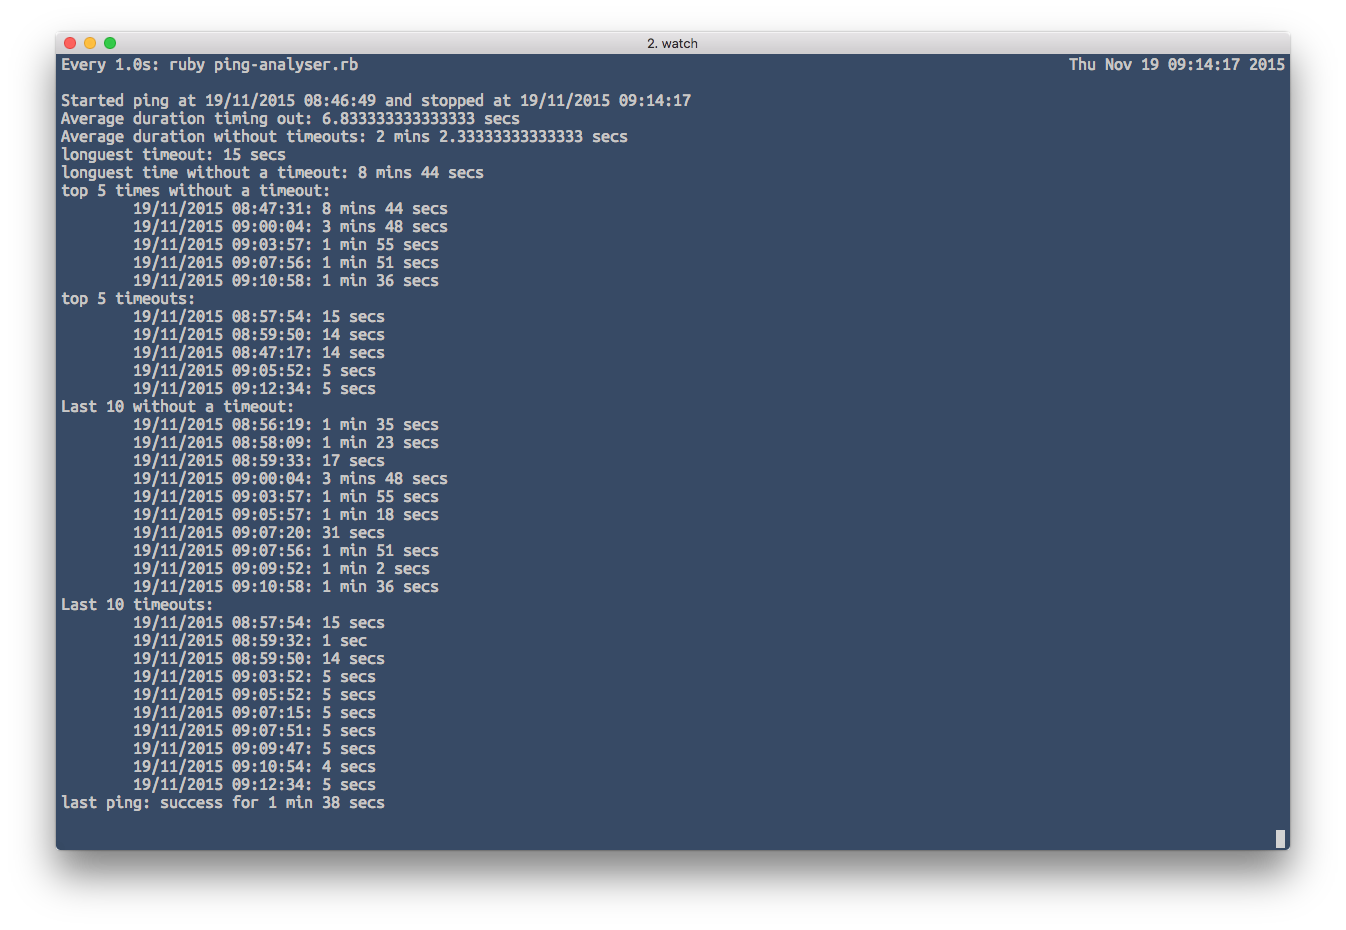 2. watch
Every 1.0s: ruby ping-analyser.rb Thu Nov 19 09:14:17 2015
Started ping at 19/11/2015 08:46:49 and stopped at 19/11/2015 09:14:17
Average duration timing out: 6.833333333333333 secs
Average duration without timeouts: 2 mins 2.33333333333333 secs
longuest timeout: 15 secs
longuest time without a timeout: 8 mins 44 secs
top 5 times without a timeout:
19/11/2015 08:47:31: 8 mins 44 secs
19/11/2015 09:00:04: 3 mins 48 secs
19/11/2015 09:03:57: 1 min 55 secs
19/11/2015 09:07:56: 1 min 51 secs
19/11/2015 09:10:58: 1 min 36 secs
top 5 timeouts:
19/11/2015 08:57:54: 15 secs
19/11/2015 08:59:50: 14 secs
19/11/2015 08:47:17: 14 secs
19/11/2015 09:05:52: 5 secs
19/11/2015 09:12:34: 5 secs
Last 10 without a timeout:
19/11/2015 08:56:19: 1 min 35 secs
19/11/2015 08:58:09: 1 min 23 secs
19/11/2015 08:59:33: 17 secs
19/11/2015 09:00:04: 3 mins 48 secs
19/11/2015 09:03:57: 1 min 55 secs
19/11/2015 09:05:57: 1 min 18 secs
19/11/2015 09:07:20: 31 secs
19/11/2015 09:07:56: 1 min 51 secs
19/11/2015 09:09:52: 1 min 2 secs
19/11/2015 09:10:58: 1 min 36 secs
Last 10 timeouts:
19/11/2015 08:57:54: 15 secs
19/11/2015 08:59:32: 1 sec
19/11/2015 08:59:50: 14 secs
19/11/2015 09:03:52: 5 secs
19/11/2015 09:05:52: 5 secs
19/11/2015 09:07:15: 5 secs
19/11/2015 09:07:51: 5 secs
19/11/2015 09:09:47: 5 secs
19/11/2015 09:10:54: 4 secs
19/11/2015 09:12:34: 5 secs
last ping: success for 1 min 38 secs